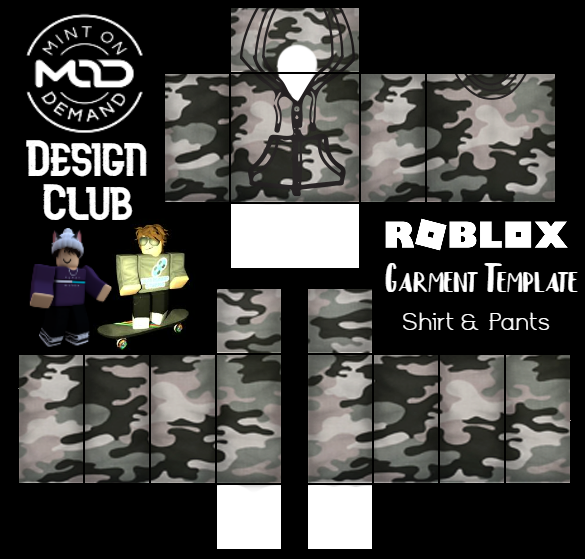 MINT ON
MOD
DEMAND
DESIGN
CLUB
ROBLOX
GARMENT TEMPLATE
Shirt & Pants